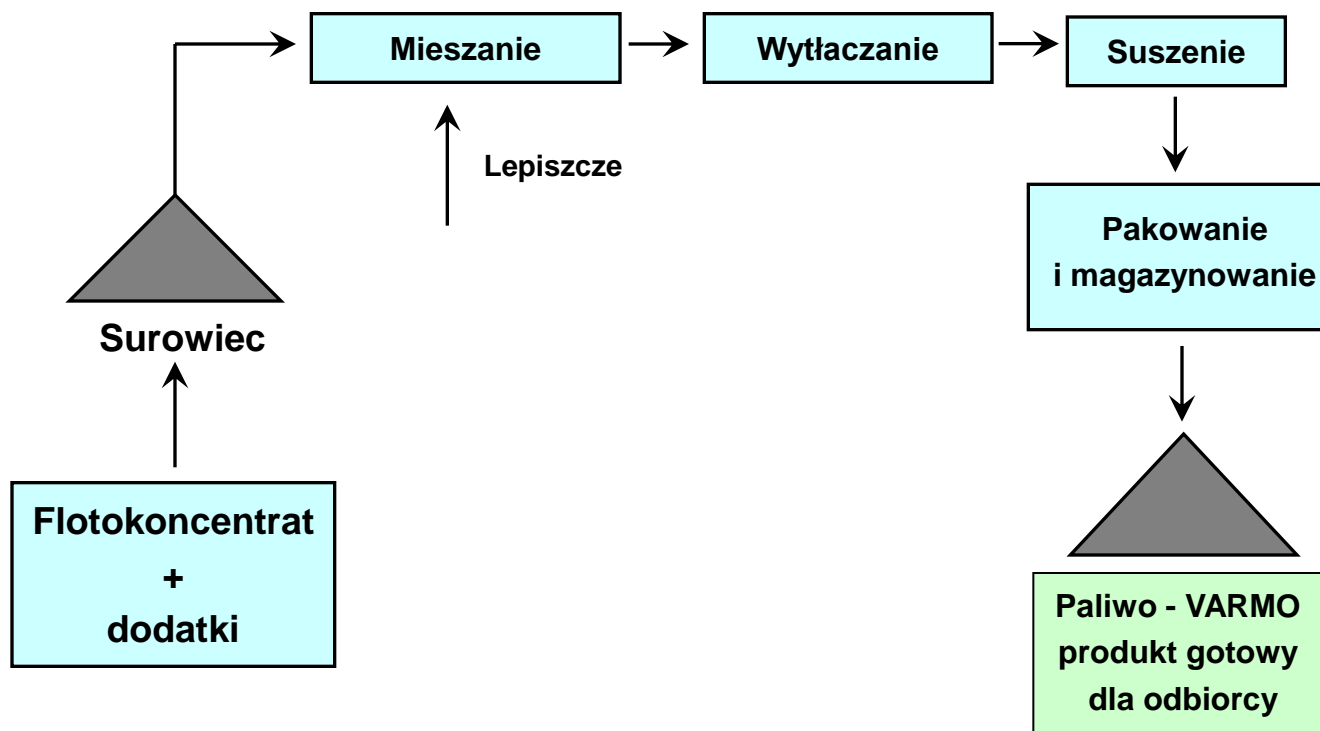 Mieszanie
Wytłaczanie
Suszenie
Lepiszcze
Pakowanie
i magazynowanie
Surowiec
Flotokoncentrat
+
dodatki
Paliwo - VARMO
produkt gotowy
dla odbiorcy